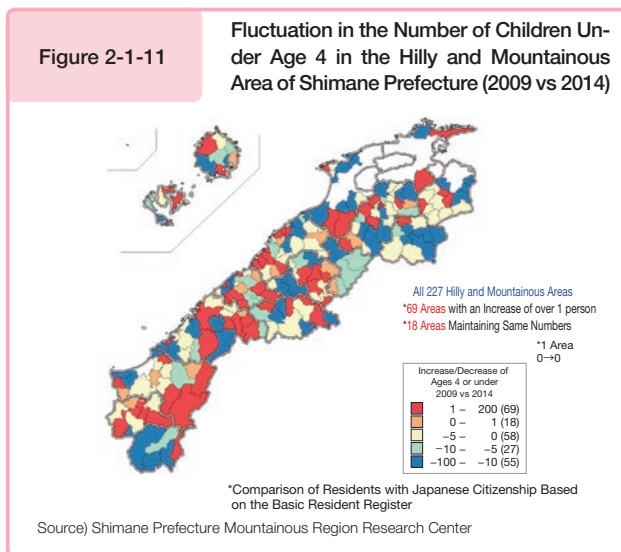 Figure 2-1-11
Fluctuation in the Number of Children Un-
der Age 4 in the Hilly and Mountainous
Area of Shimane Prefecture (2009 vs 2014)
All 227 Hilly and Mountainous Areas
*69 Areas with an Increase of over 1 person
*18 Areas Maintaining Same Numbers
*1 Area
0→0
Increase/Decrease of
Ages 4 or under
2009 vs 2014
1 – 200 (69)
0 – 1 (18)
−5 – 0 (58)
−10 – −5 (27)
−100 – −10 (55)
*Comparison of Residents with Japanese Citizenship Based
on the Basic Resident Register
Source) Shimane Prefecture Mountainous Region Research Center